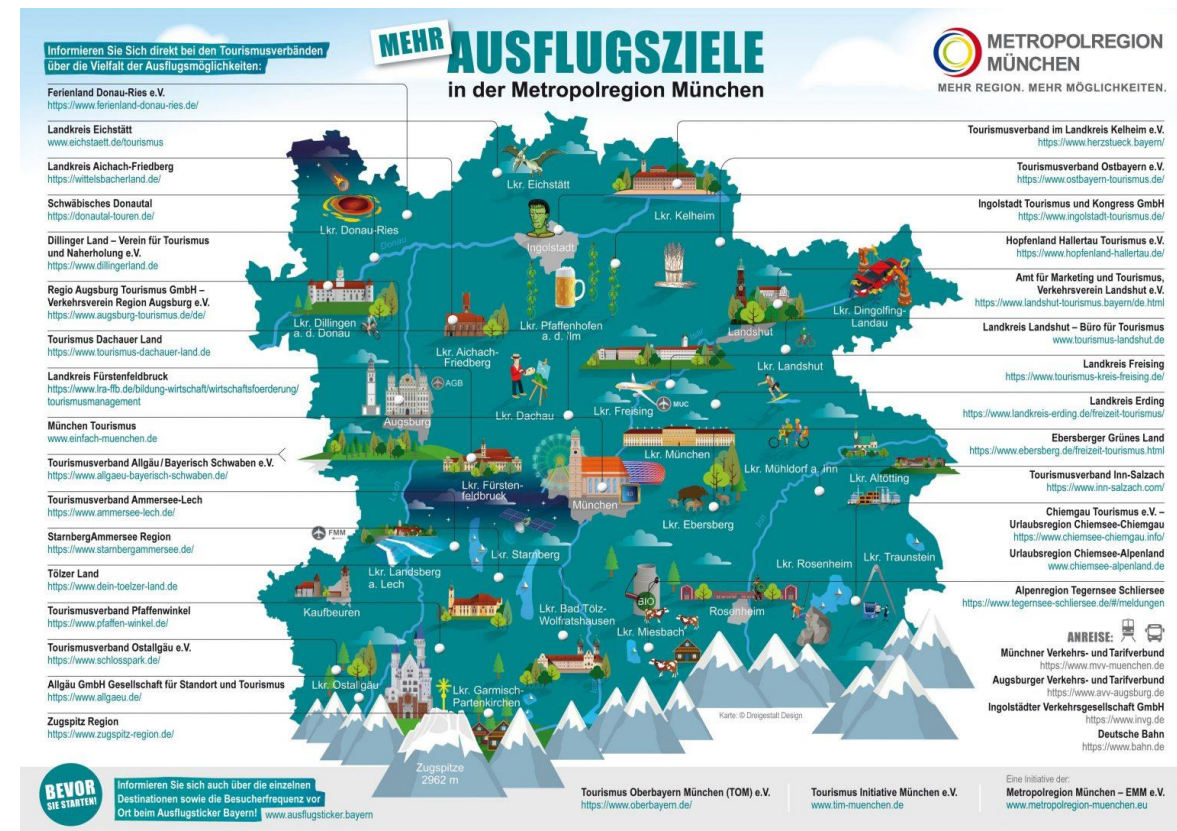 Informieren Sie Sich direkt bei den Tourismusverbänden
über die Vielfalt der Ausflugsmöglichkeiten:
MEHR AUSFLUGSZIELE
in der Metropolregion München
METROPOLREGION
MÜNCHEN
MEHR REGION. MEHR MÖGLICHKEITEN.
Ferienland Donau-Ries e.V.
https://www.ferienland-donau-ries.de/
Landkreis Eichstätt
www.eichstaett.de/tourismus
Landkreis Aichach-Friedberg
https://wittelsbacherland.de/
Schwäbisches Donautal
https://donautal-touren.de/
Dillinger Land – Verein für Tourismus
und Naherholung e.V.
https://www.dillingerland.de
Regio Augsburg Tourismus GmbH –
Verkehrsverein Region Augsburg e.V.
https://www.augsburg-tourismus.de/de/
Tourismus Dachauer Land
https://www.tourismus-dachauer-land.de
Landkreis Fürstenfeldbruck
https://www.lra-ffb.de/bildung-wirtschaft/wirtschaftsfoerderung/
tourismusmanagement
München Tourismus
www.einfach-muenchen.de
Tourismusverband Allgäu/Bayerisch Schwaben e.V.
https://www.allgaeu-bayerisch-schwaben.de/
Tourismusverband Ammersee-Lech
https://www.ammersee-lech.de/
StarnbergAmmersee Region
https://www.starnbergammersee.de/
Tölzer Land
https://www.dein-toelzer-land.de
Tourismusverband Pfaffenwinkel
https://www.pfaffen-winkel.de/
Tourismusverband Ostallgäu e.V.
https://www.schlosspark.de/
Allgäu GmbH Gesellschaft für Standort und Tourismus
https://www.allgaeu.de/
Zugspitz Region
https://www.zugspitz-region.de/
Lkr. Eichstätt
Lkr. Kelheim
Lkr. Donau-Ries
Donau
Ingolstadt
Lkr. Dillingen
a. d. Donau
Lkr. Pfaffenhofen
a. d. Ilm
Landshut
Lkr. Dingolfing-
Landau
Isar
Lkr. Aichach-
Friedberg
Lkr. Landshut
AGB
Augsburg
Lkr. Dachau
Lkr. Freising
MUC
Lkr. München
Lkr. Mühldorf a. Inn
Lkr. Altötting
Lkr. Fürsten-
feldbruck
Lech
München
Lkr. Ebersberg
Inn
FMM
Lkr. Starnberg
Lkr. Landsberg
a. Lech
Lkr. Rosenheim
Lkr. Traunstein
Kaufbeuren
Lkr. Bad Tölz-
Wolfratshausen
BIO
Rosenheim
Lkr. Miesbach
Lkr. Ostallgäu
Lkr. Garmisch-
Partenkirchen
Zugspitze
2962 m
Karte: © Dreigestalt Design
Tourismusverband im Landkreis Kelheim e.V.
https://www.herzstueck.bayern/
Tourismusverband Ostbayern e.V.
https://www.ostbayern-tourismus.de/
Ingolstadt Tourismus und Kongress GmbH
https://www.ingolstadt-tourismus.de/
Hopfenland Hallertau Tourismus e.V.
https://www.hopfenland-hallertau.de/
Amt für Marketing und Tourismus,
Verkehrsverein Landshut e.V.
https://www.landshut-tourismus.bayern/de.html
Landkreis Landshut – Büro für Tourismus
www.tourismus-landshut.de
Landkreis Freising
https://www.tourismus-kreis-freising.de/
Landkreis Erding
https://www.landkreis-erding.de/freizeit-tourismus/
Ebersberger Grünes Land
https://www.ebersberg.de/freizeit-tourismus.html
Tourismusverband Inn-Salzach
https://www.inn-salzach.com/
Chiemgau Tourismus e.V. –
Urlaubsregion Chiemsee-Chiemgau
https://www.chiemsee-chiemgau.info/
Urlaubsregion Chiemsee-Alpenland
www.chiemsee-alpenland.de
Alpenregion Tegernsee Schliersee
https://www.tegernsee-schliersee.de/#/meldungen
ANREISE:
Münchner Verkehrs- und Tarifverbund
https://www.mvv-muenchen.de
Augsburger Verkehrs- und Tarifverbund
https://www.avv-augsburg.de
Ingolstädter Verkehrsgesellschaft GmbH
https://www.invg.de
Deutsche Bahn
https://www.bahn.de
BEVOR
SIE STARTEN!
Informieren Sie sich auch über die einzelnen
Destinationen sowie die Besucherfrequenz vor
Ort beim Ausflugsticker Bayern! www.ausflugsticker.bayern
Tourismus Oberbayern München (TOM) e.V.
https://www.oberbayern.de/
Tourismus Initiative München e.V.
www.tim-muenchen.de
Eine Initiative der:
Metropolregion München – EMM e.V.
www.metropolregion-muenchen.eu